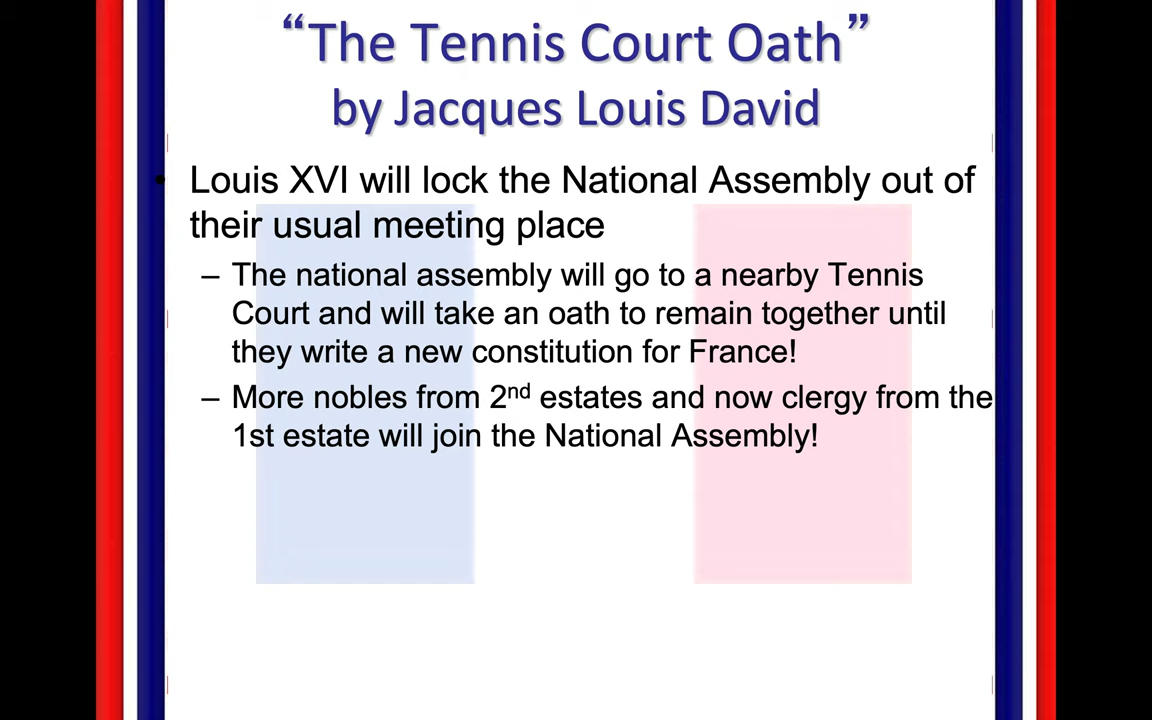 “The Tennis Court Oath”
by Jacques Louis David
• Louis XVI will lock the National Assembly out of
their usual meeting place
– The national assembly will go to a nearby Tennis
Court and will take an oath to remain together until
they write a new constitution for France!
– More nobles from 2nd estates and now clergy from the
1st estate will join the National Assembly!